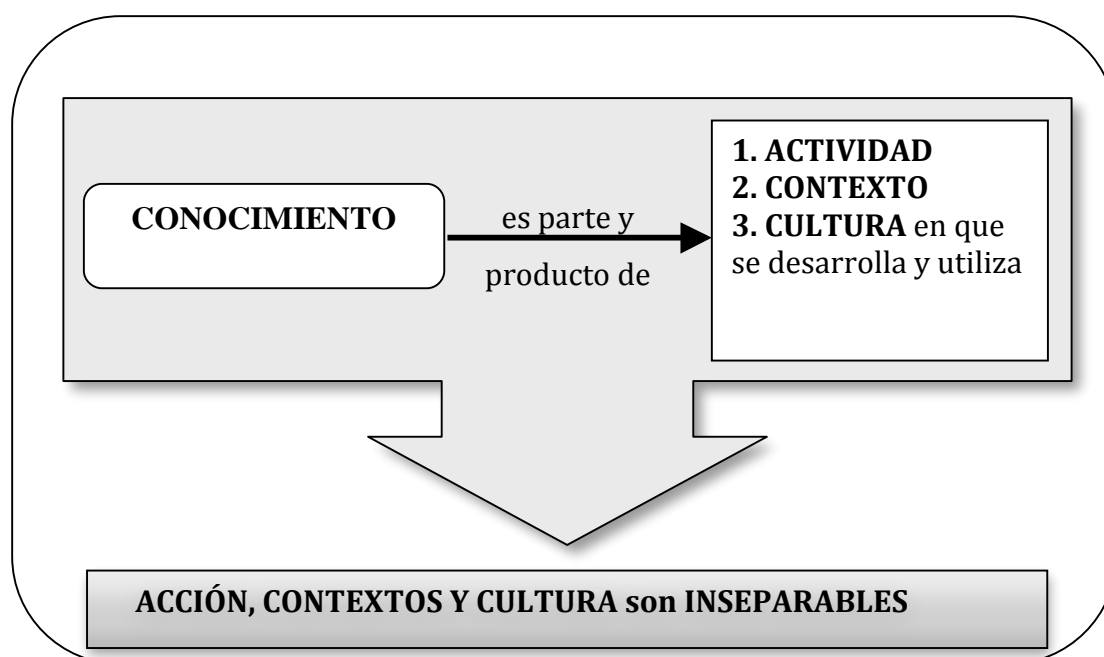 CONOCIMIENTO
es parte y
producto de
1. ACTIVIDAD
2. CONTEXTO
3. CULTURA en que
se desarrolla y utiliza
ACCIÓN, CONTEXTOS Y CULTURA son INSEPARABLES